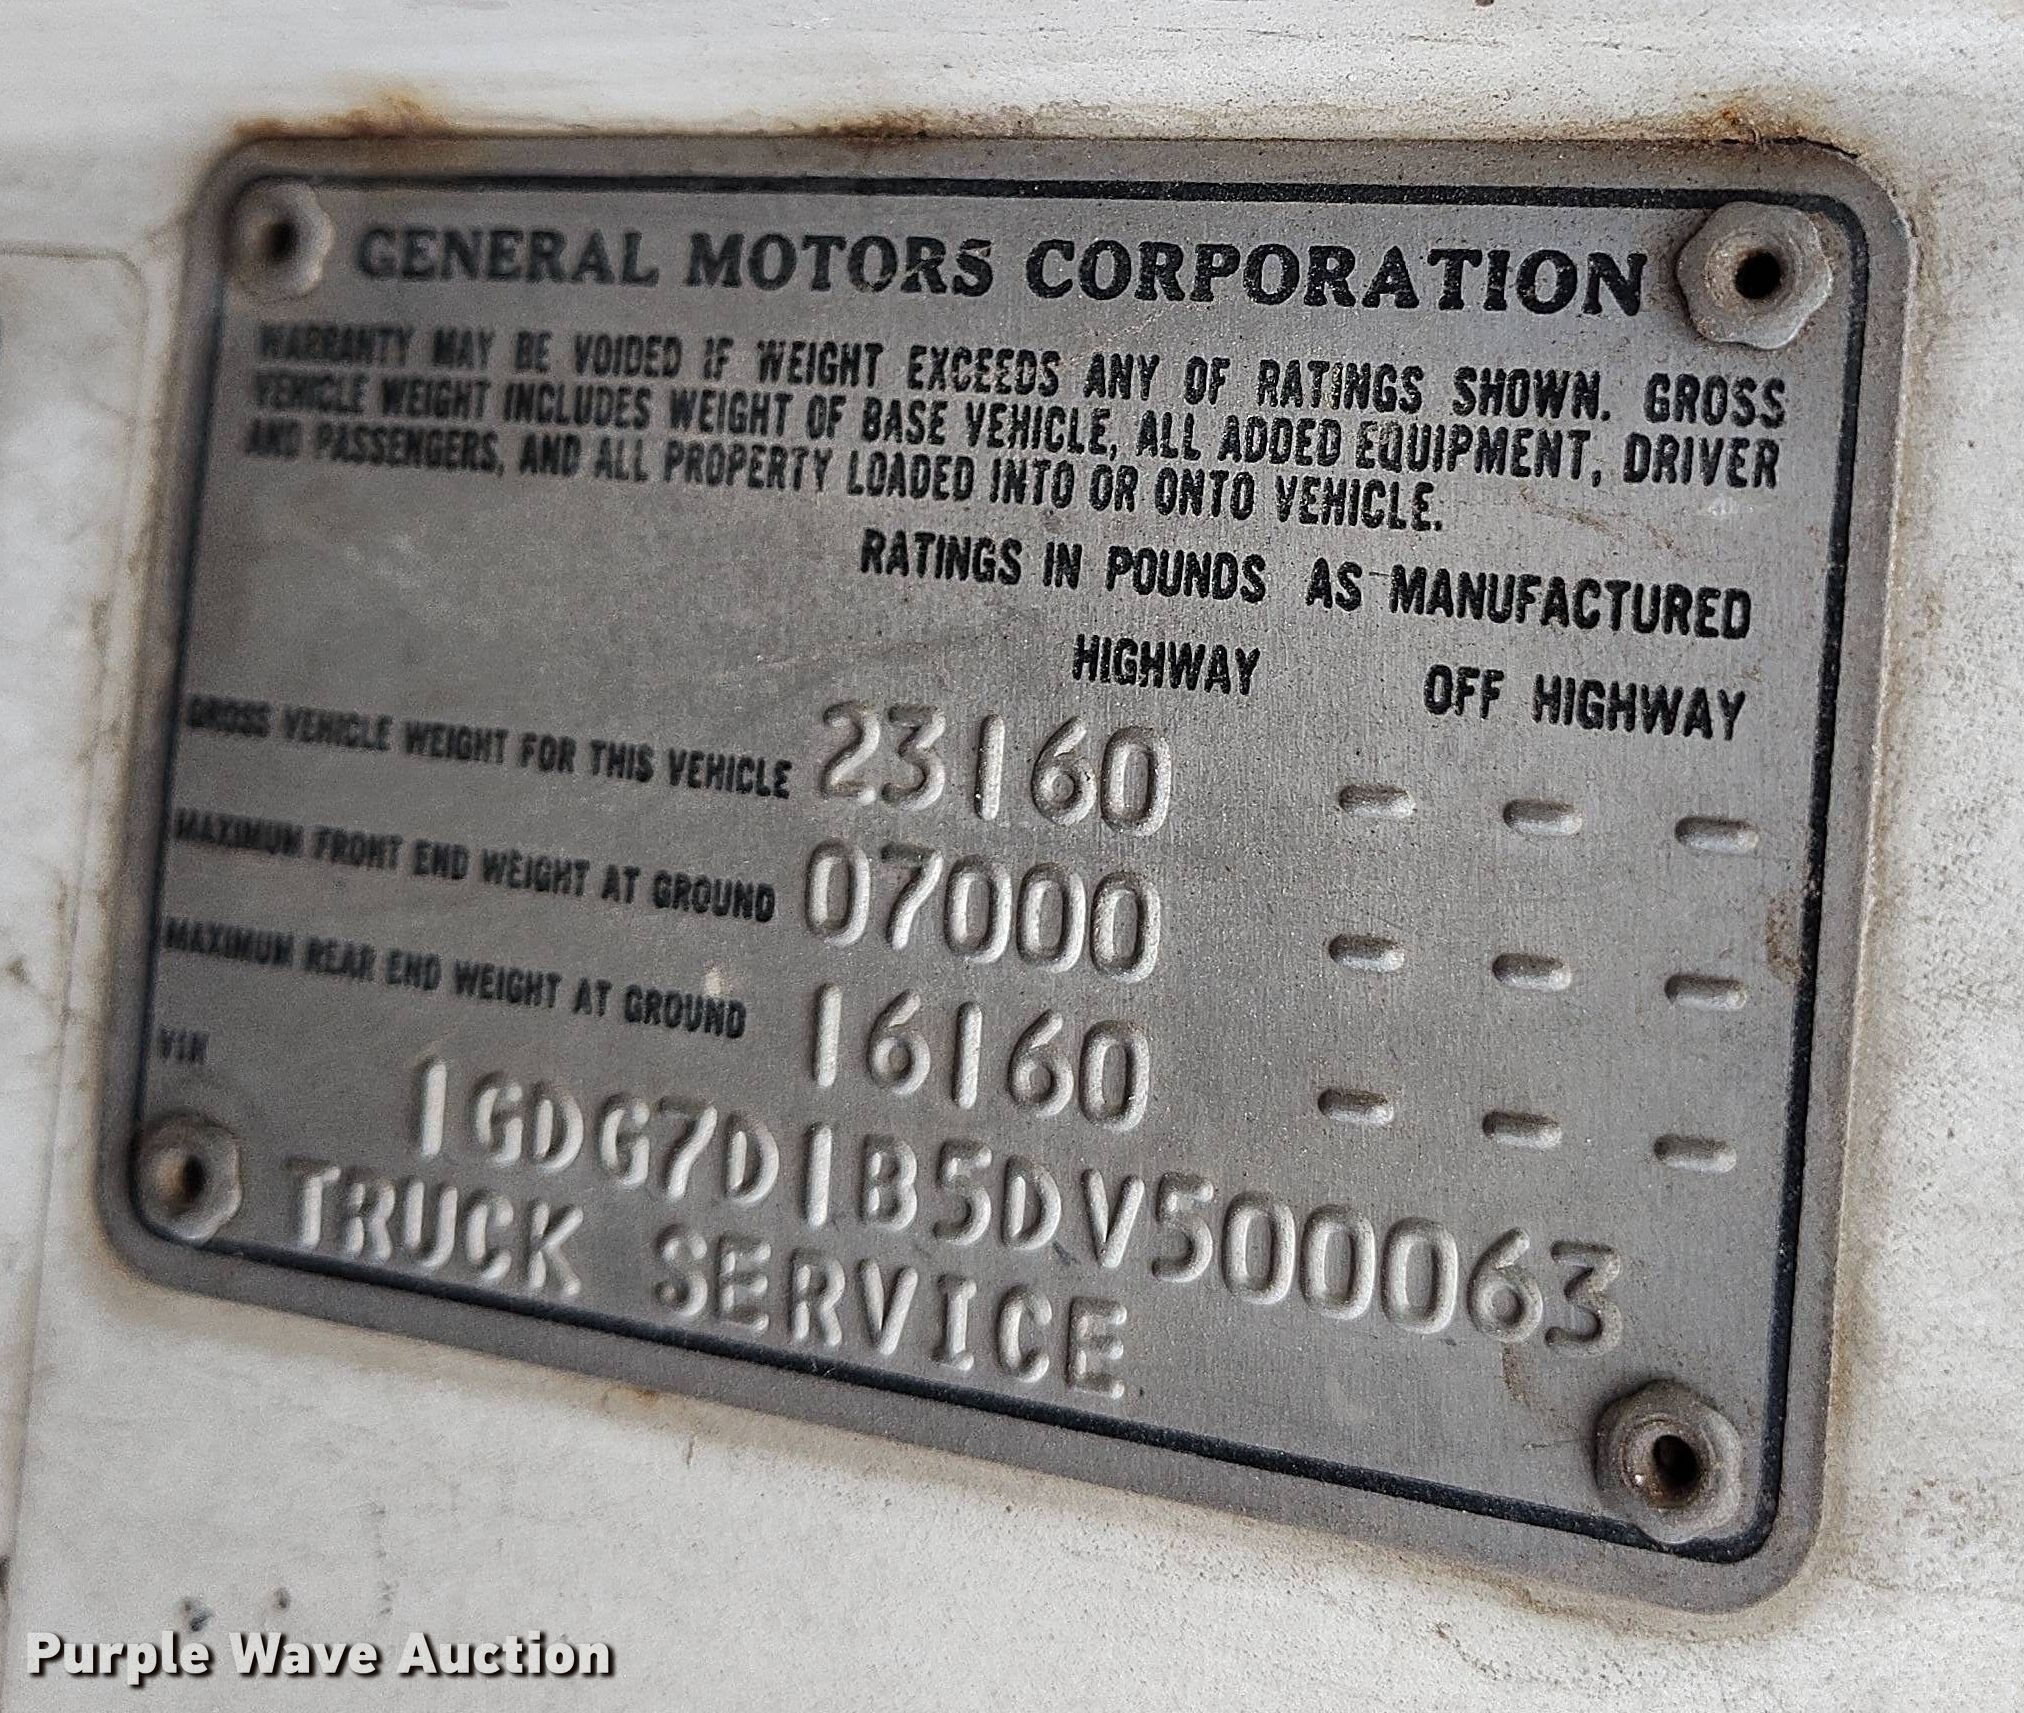 GENERAL MOTORS CORPORATION
WARRANTY MAY BE VOIDED IF WEIGHT EXCEEDS ANY OF RATINGS SHOWN. GROSS
VEHICLE WEIGHT INCLUDES WEIGHT OF BASE VEHICLE, ALL ADDED EQUIPMENT, DRIVER
AND PASSENGERS, AND ALL PROPERTY LOADED INTO OR ONTO VEHICLE.
RATINGS IN POUNDS AS MANUFACTURED
HIGHWAY OFF HIGHWAY
GROSS VEHICLE WEIGHT FOR THIS VEHICLE 23160 - - -
MAXIMUM FRONT END WEIGHT AT GROUND 07000 - - -
MAXIMUM REAR END WEIGHT AT GROUND 16160 - - -
VIN 1GDG7D1B5DV500063
TRUCK SERVICE
Purple Wave Auction